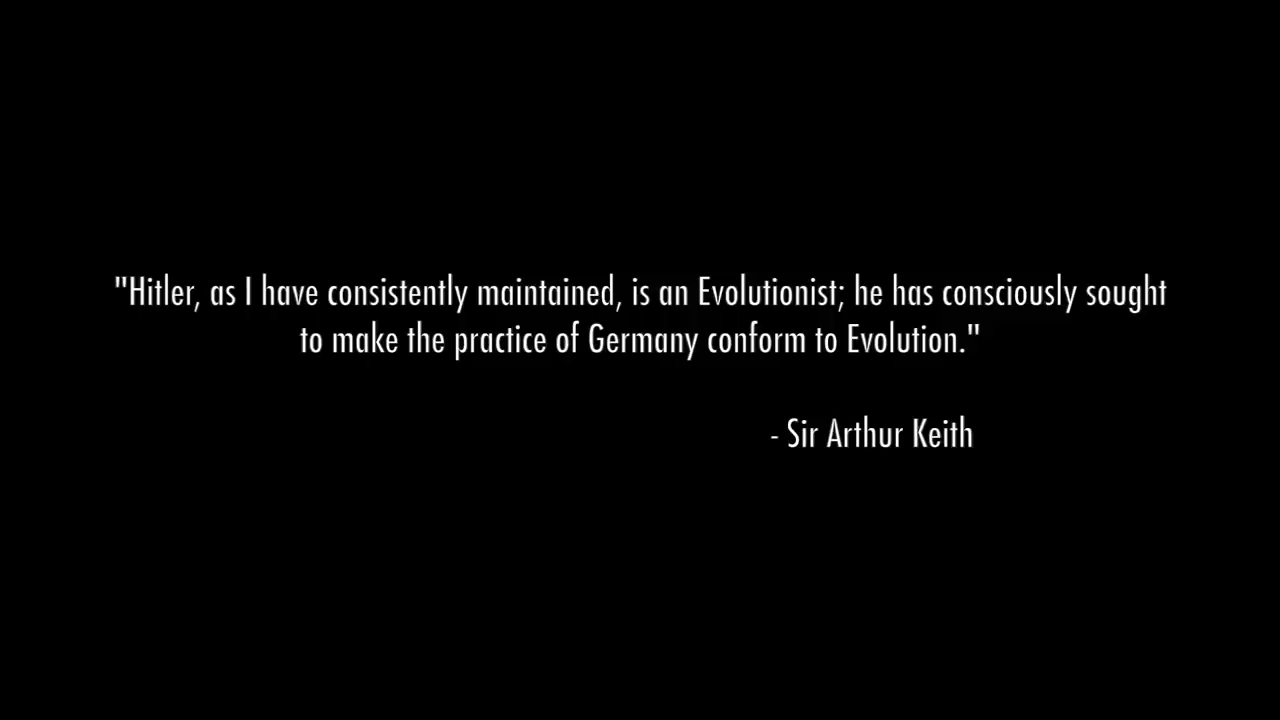 "Hitler, as I have consistently maintained, is an Evolutionist; he has consciously sought
to make the practice of Germany conform to Evolution."
- Sir Arthur Keith